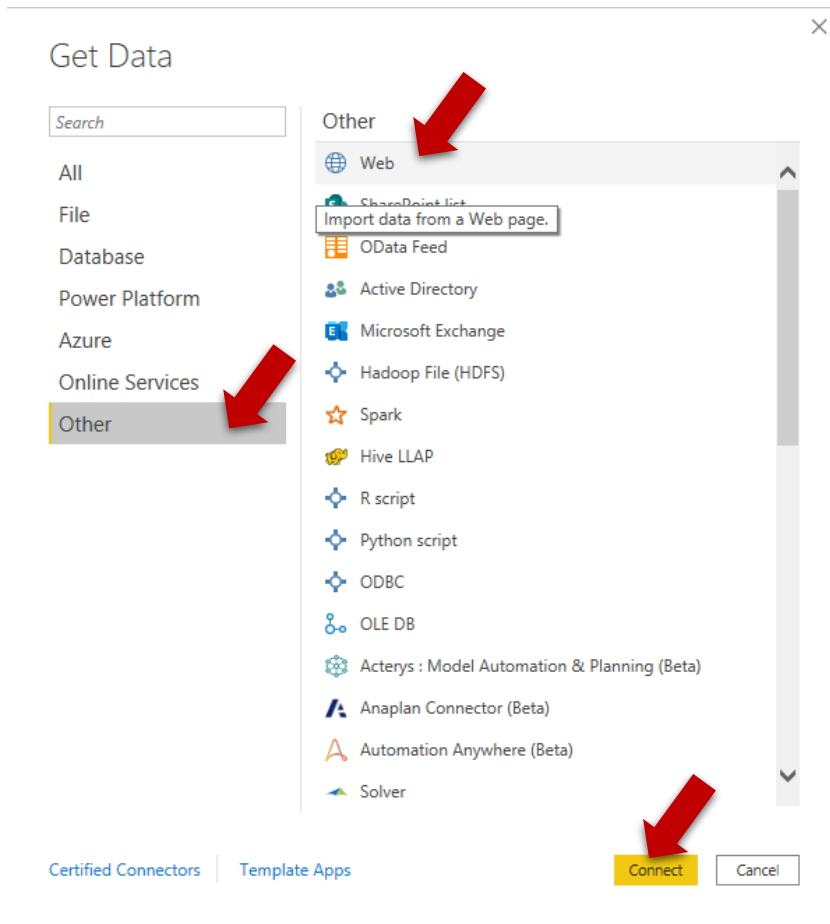 Get Data
Search
All
File
Database
Power Platform
Azure
Online Services
Other
Other
Web
SharePoint list
Import data from a Web page.
OData Feed
Active Directory
Microsoft Exchange
Hadoop File (HDFS)
Spark
Hive LLAP
R script
Python script
ODBC
OLE DB
Acterys : Model Automation & Planning (Beta)
Anaplan Connector (Beta)
Automation Anywhere (Beta)
Solver
Certified Connectors
Template Apps
Connect
Cancel